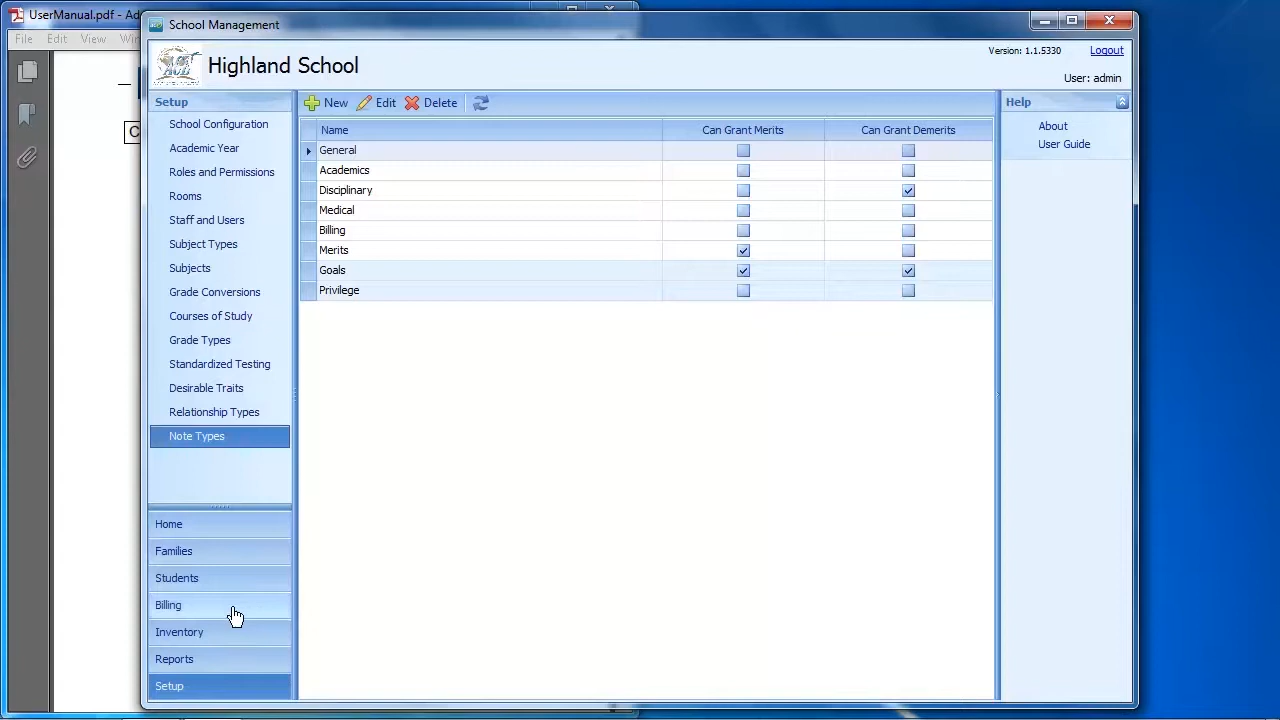 UserManual.pdf - Ad
File Edit View Win
C
School Management
Highland School
Version: 1.1.5330 Logout
User: admin
Setup
School Configuration
Academic Year
Roles and Permissions
Rooms
Staff and Users
Subject Types
Subjects
Grade Conversions
Courses of Study
Grade Types
Standardized Testing
Desirable Traits
Relationship Types
Note Types
Home
Families
Students
Billing
Inventory
Reports
Setup
New Edit Delete
Name Can Grant Merits Can Grant Demerits
General
Academics
Disciplinary
Medical
Billing
Merits
Goals
Privilege
Help
About
User Guide